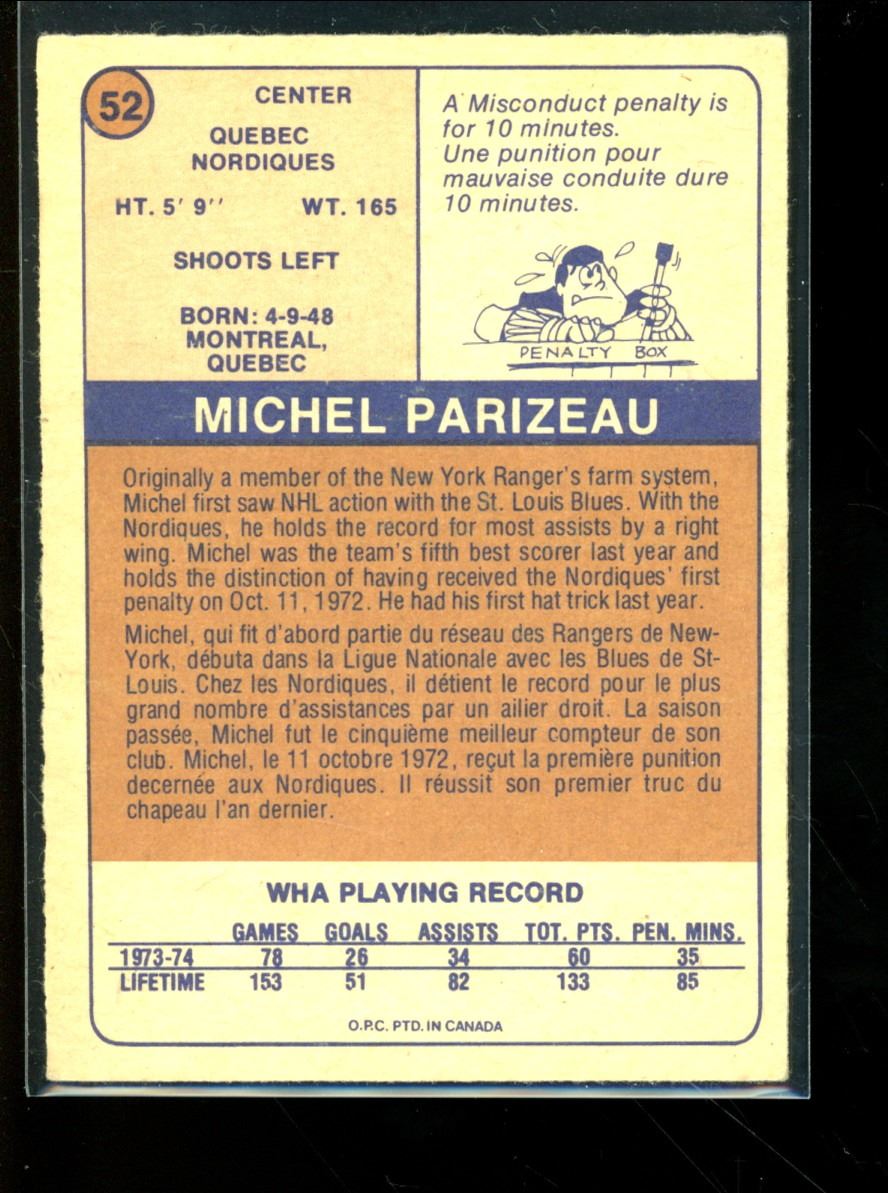 52
CENTER
QUEBEC
NORDIQUES
HT. 5' 9'' WT. 165
SHOOTS LEFT
BORN: 4-9-48
MONTREAL,
QUEBEC
A Misconduct penalty is
for 10 minutes.
Une punition pour
mauvaise conduite dure
10 minutes.
PENALTY BOX
MICHEL PARIZEAU
Originally a member of the New York Ranger's farm system,
Michel first saw NHL action with the St. Louis Blues. With the
Nordiques, he holds the record for most assists by a right
wing. Michel was the team's fifth best scorer last year and
holds the distinction of having received the Nordiques' first
penalty on Oct. 11, 1972. He had his first hat trick last year.
Michel, qui fit d'abord partie du réseau des Rangers de New-
York, débuta dans la Ligue Nationale avec les Blues de St-
Louis. Chez les Nordiques, il détient le record pour le plus
grand nombre d'assistances par un ailier droit. La saison
passée, Michel fut le cinquième meilleur compteur de son
club. Michel, le 11 octobre 1972, reçut la première punition
decernée aux Nordiques. Il réussit son premier truc du
chapeau l'an dernier.
WHA PLAYING RECORD
GAMES GOALS ASSISTS TOT. PTS. PEN. MINS.
1973-74 78 26 34 60 35
LIFETIME 153 51 82 133 85
O.P.C. PTD. IN CANADA